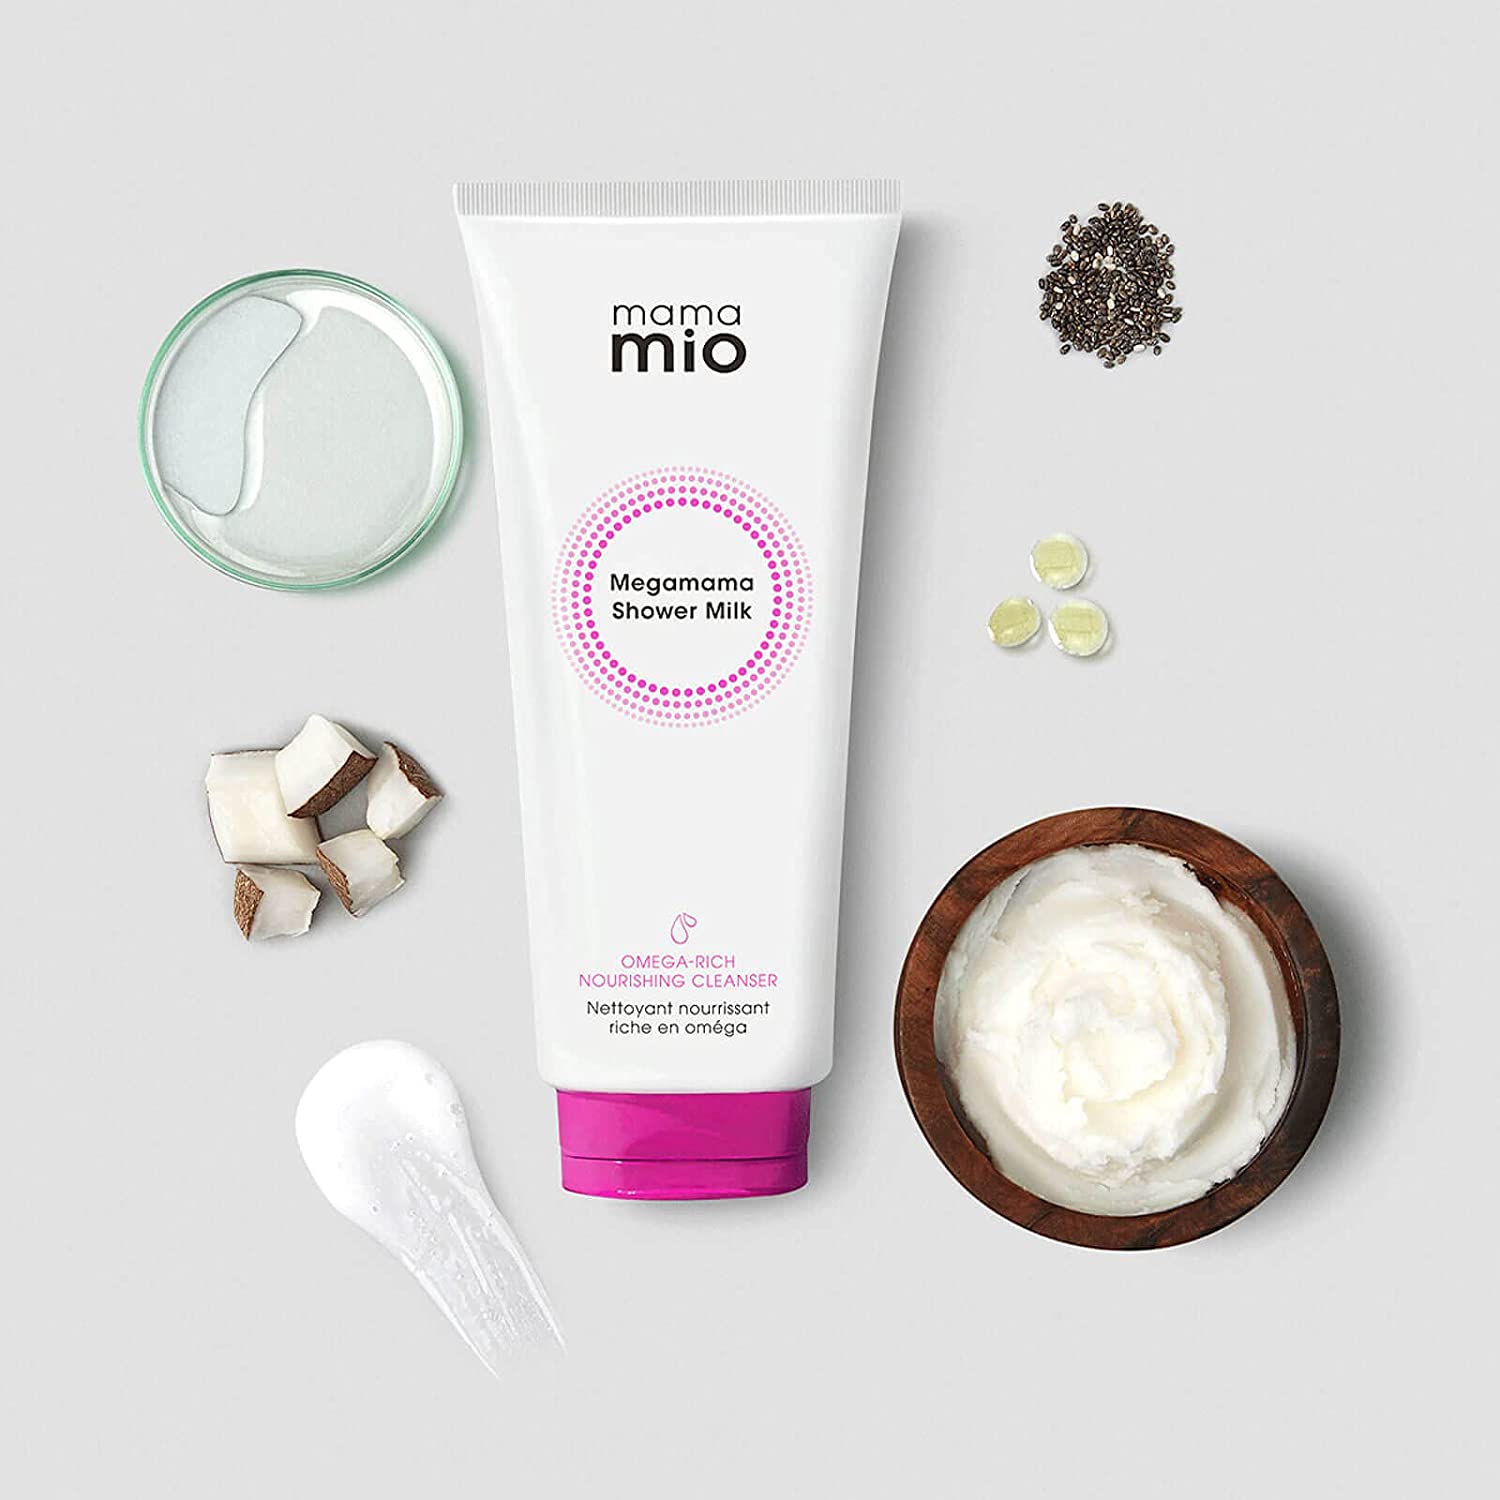 mama
mio
Megamama
Shower Milk
OMEGA-RICH
NOURISHING CLEANSER
Nettoyant nourrissant
riche en oméga